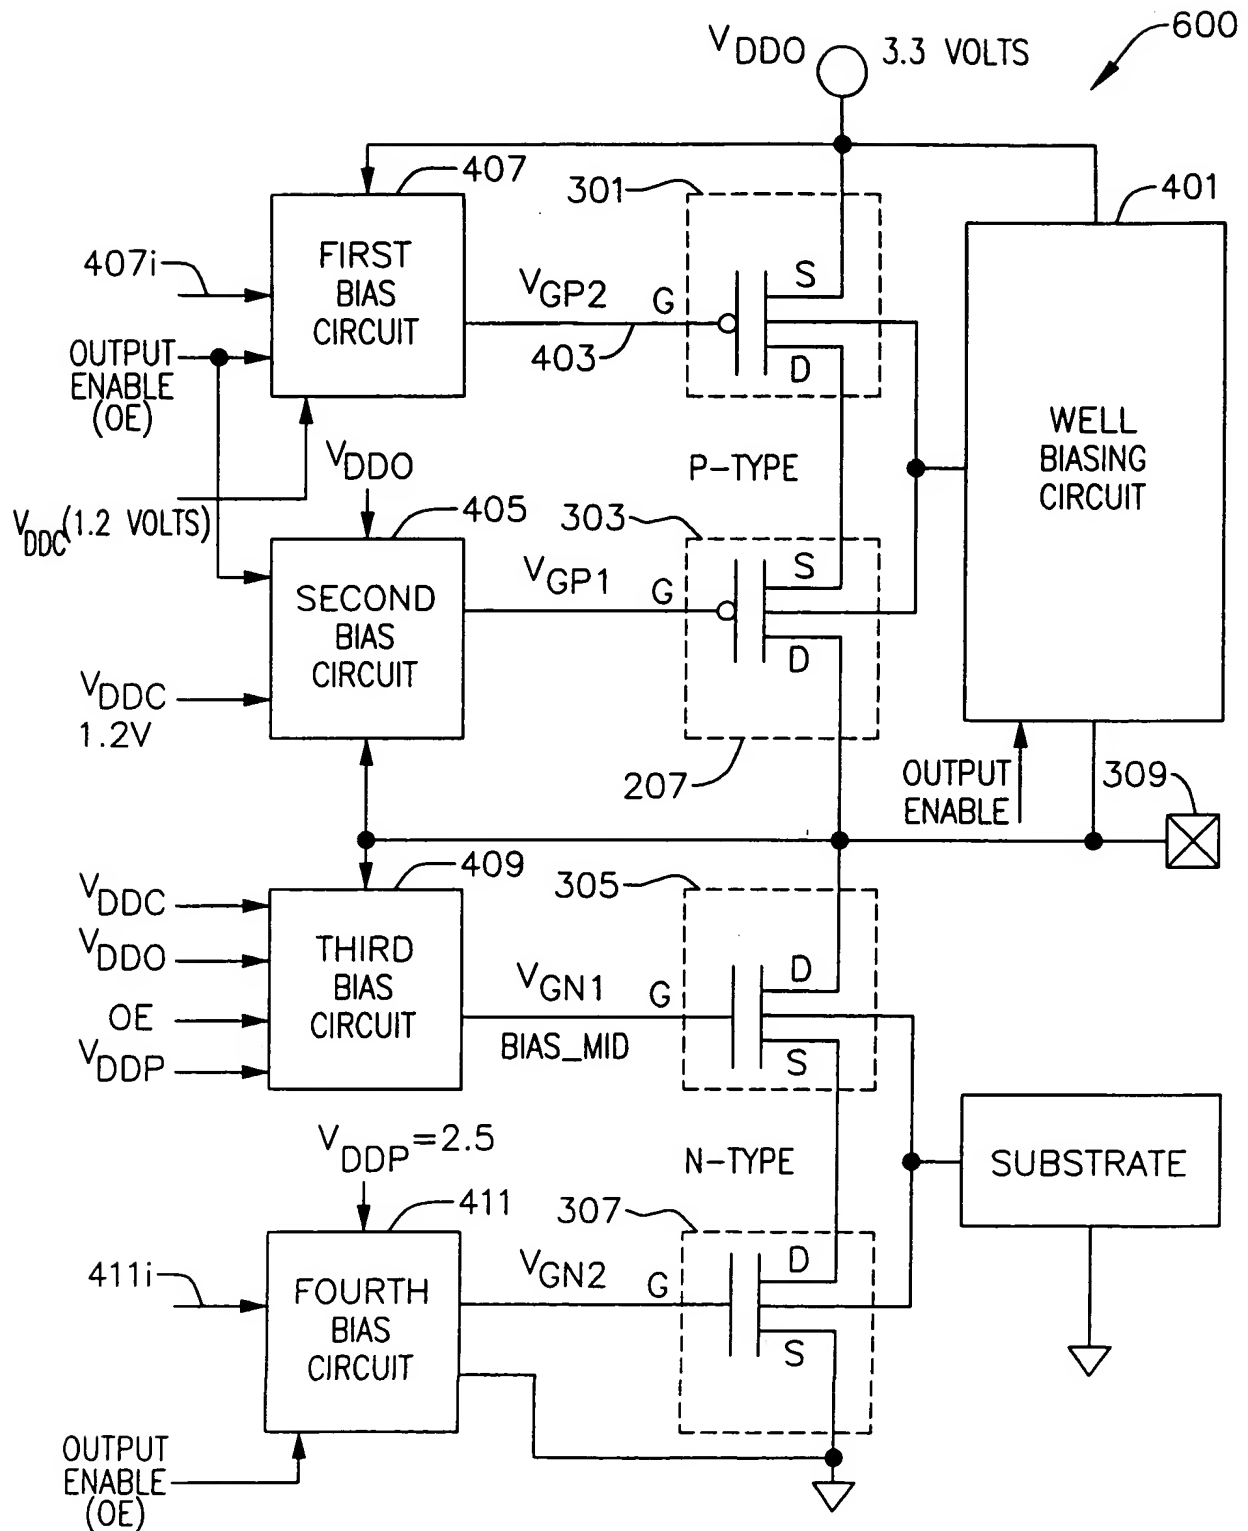 600
VDDO 3.3 VOLTS
407
301
401
407i
FIRST
BIAS
CIRCUIT
VGP2
G
S
D
403
OUTPUT
ENABLE
(OE)
WELL
BIASING
CIRCUIT
VDDO
P-TYPE
VDDC(1.2 VOLTS)
405
303
SECOND
BIAS
CIRCUIT
VGP1
G
S
D
VDDC
1.2V
207
OUTPUT
ENABLE
309
409
305
VDDC
VDDO
OE
VDDP
THIRD
BIAS
CIRCUIT
VGN1
BIAS_MID
G
D
S
VDDP=2.5
N-TYPE
SUBSTRATE
411
307
411i
FOURTH
BIAS
CIRCUIT
VGN2
G
D
S
OUTPUT
ENABLE
(OE)